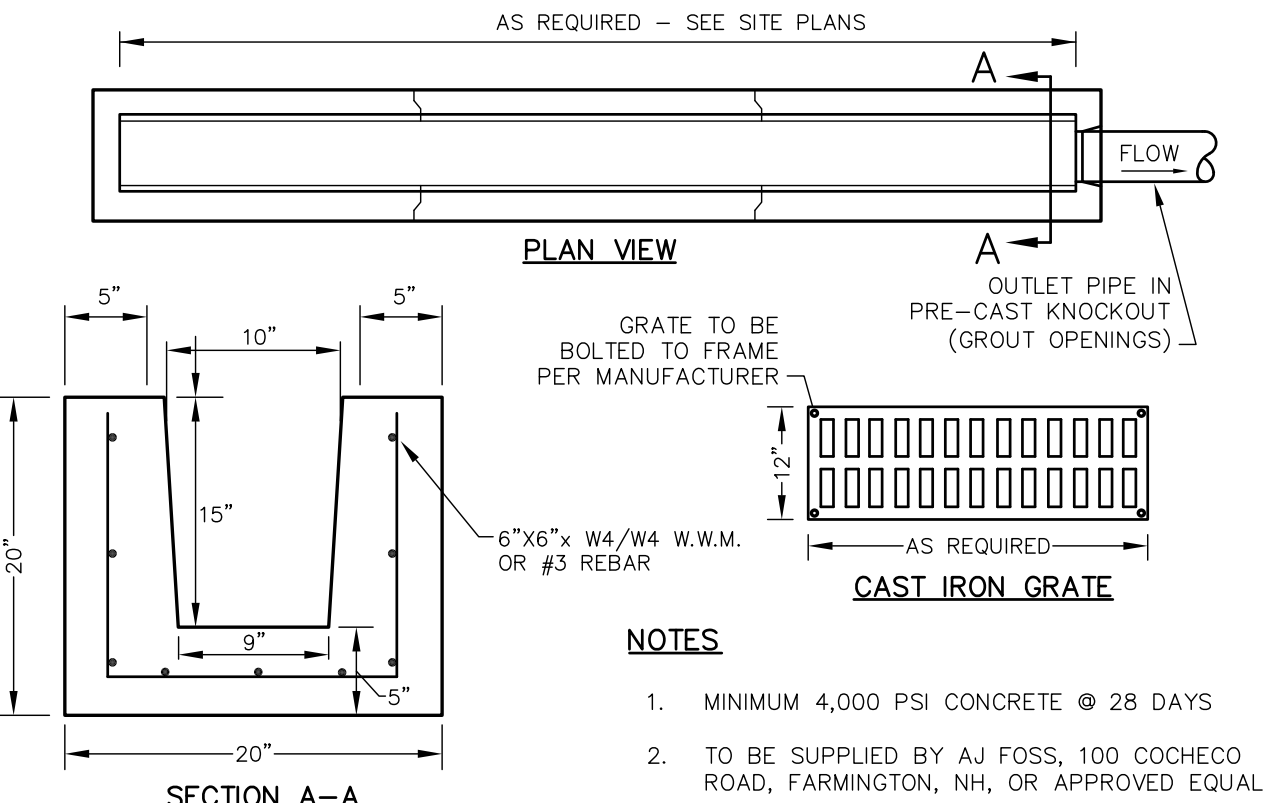 AS REQUIRED – SEE SITE PLANS
A
FLOW
A
PLAN VIEW
OUTLET PIPE IN
PRE–CAST KNOCKOUT
(GROUT OPENINGS)
5"
5"
10"
15"
20"
9"
5"
20"
6"X6"x W4/W4 W.W.M.
OR #3 REBAR
SECTION A–A
GRATE TO BE
BOLTED TO FRAME
PER MANUFACTURER
12"
AS REQUIRED
CAST IRON GRATE
NOTES
1. MINIMUM 4,000 PSI CONCRETE @ 28 DAYS
2. TO BE SUPPLIED BY AJ FOSS, 100 COCHECO
ROAD, FARMINGTON, NH, OR APPROVED EQUAL